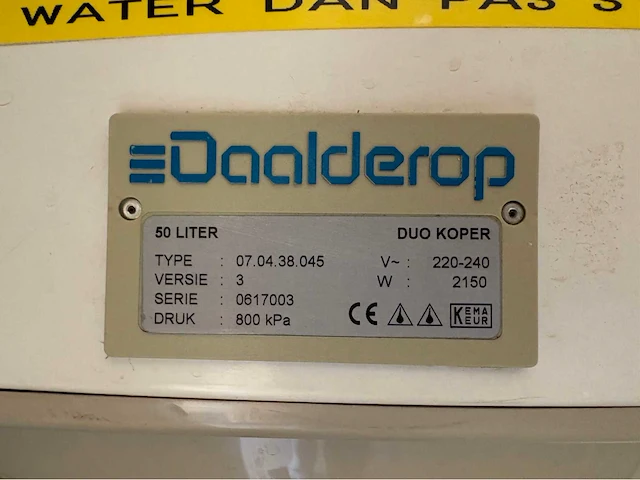 WATER DAN PAS S
Daalderop
50 LITER DUO KOPER
TYPE : 07.04.38.045 V~ : 220-240
VERSIE : 3 W : 2150
SERIE : 0617003
DRUK : 800 kPa CE KEMA KEUR